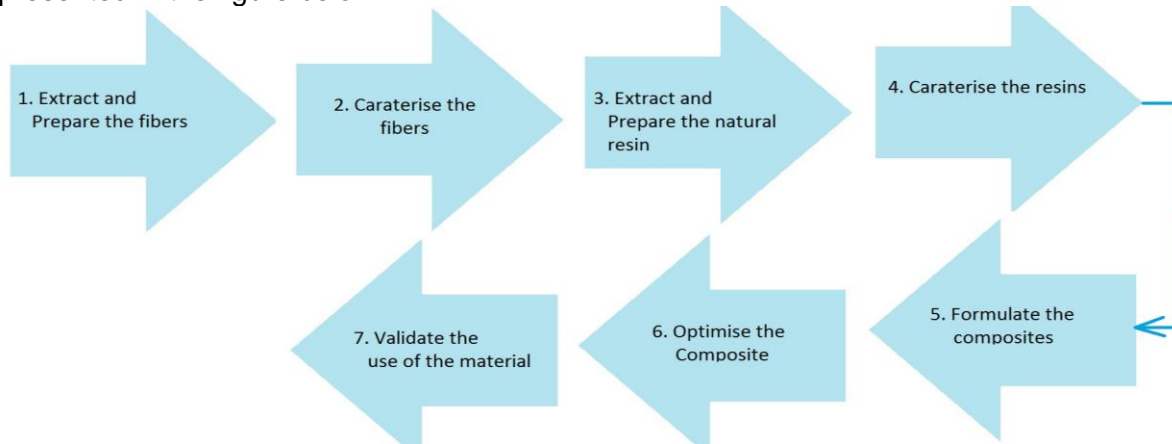 1. Extract and
Prepare the fibers
2. Caraterise the
fibers
3. Extract and
Prepare the natural
resin
4. Caraterise the resins
5. Formulate the
composites
6. Optimise the
Composite
7. Validate the
use of the material